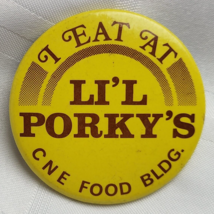 I EAT AT
LI'L
PORKY'S
CNE FOOD BLDG.